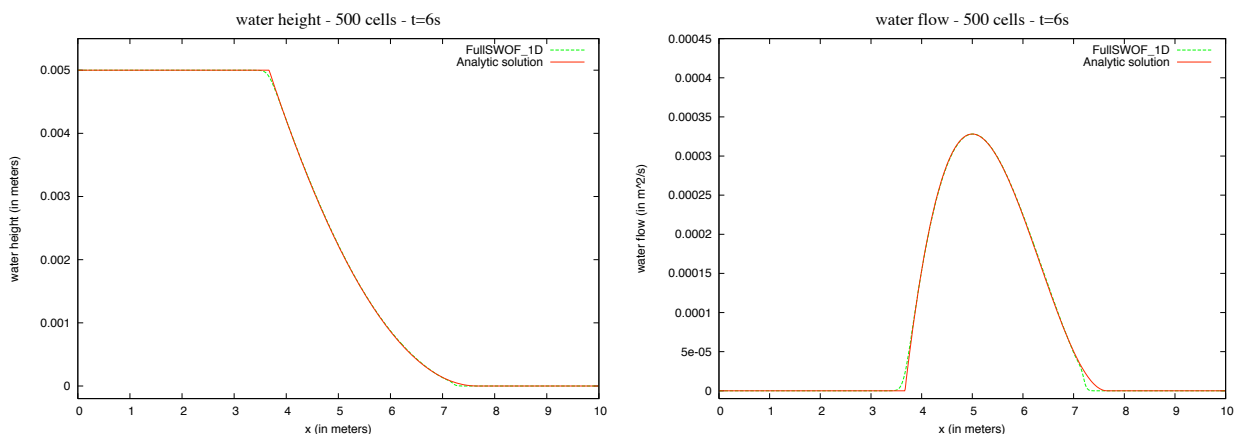 water height - 500 cells - t=6s
FullSWOF_1D
Analytic solution
0.005
0.004
0.003
0.002
0.001
0
water height (in meters)
0 1 2 3 4 5 6 7 8 9 10
x (in meters)
water flow - 500 cells - t=6s
FullSWOF_1D
Analytic solution
0.00045
0.0004
0.00035
0.0003
0.00025
0.0002
0.00015
0.0001
5e-05
0
water flow (in m^2/s)
0 1 2 3 4 5 6 7 8 9 10
x (in meters)